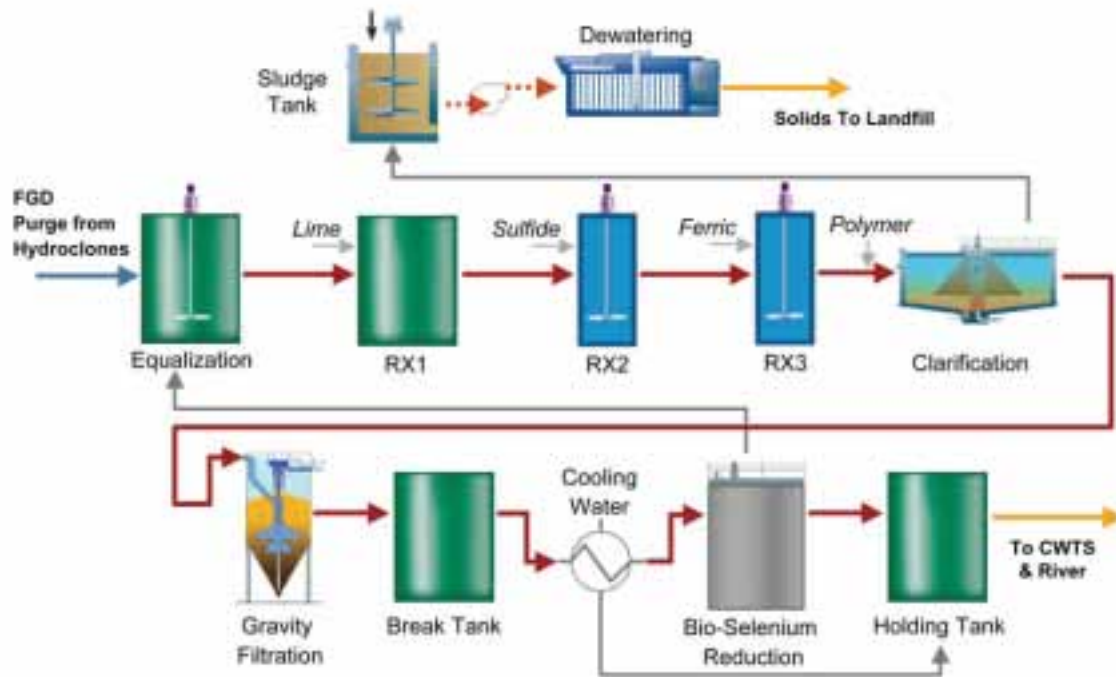 Dewatering
Sludge
Tank
Solids To Landfill
FGD
Purge from
Hydroclones
Lime
Sulfide
Ferric
Polymer
Equalization
RX1
RX2
RX3
Clarification
Cooling
Water
To CWTS
& River
Gravity
Filtration
Break Tank
Bio-Selenium
Reduction
Holding Tank